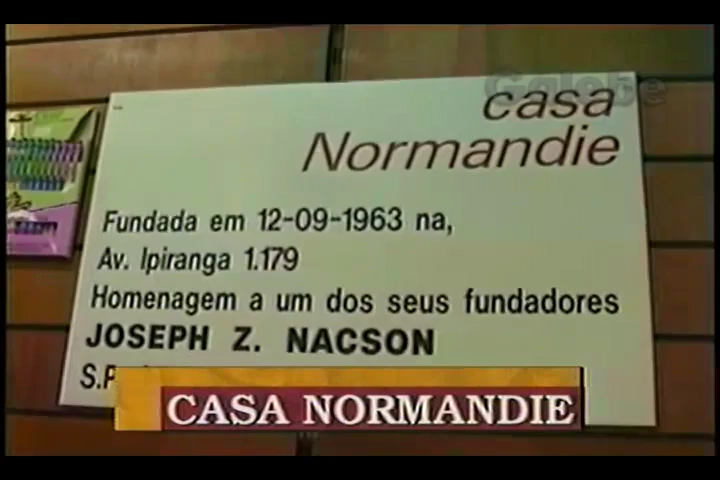 casa
Normandie
Fundada em 12-09-1963 na,
Av. Ipiranga 1.179
Homenagem a um dos seus fundadores
JOSEPH Z. NACSON
S.P
CASA NORMANDIE